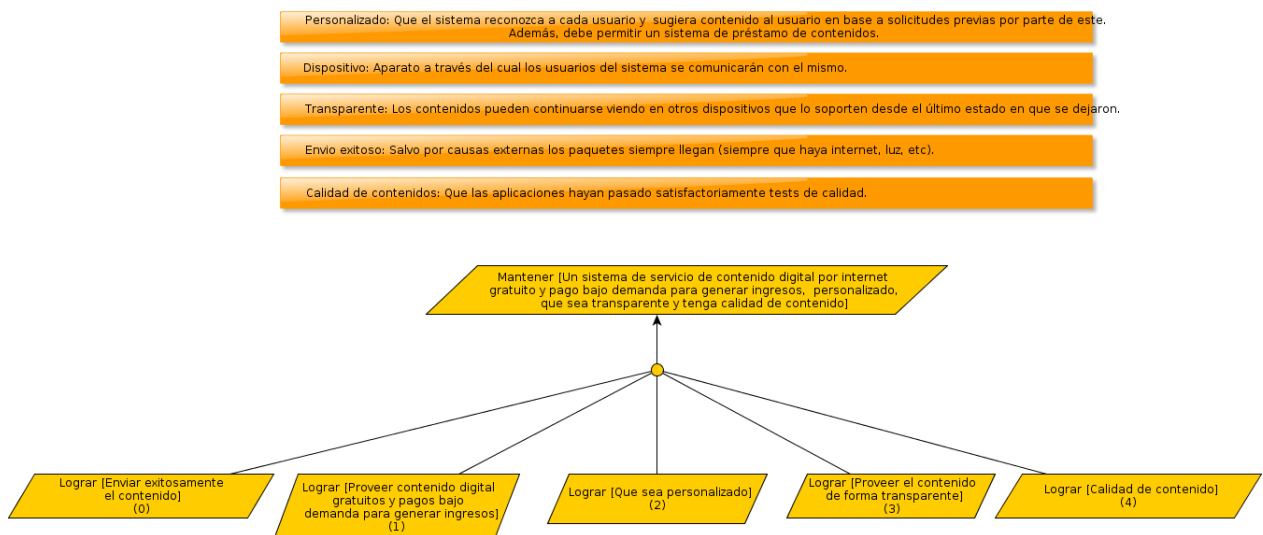 Personalizado: Que el sistema reconozca a cada usuario y sugiera contenido al usuario en base a solicitudes previas por parte de este.
Además, debe permitir un sistema de préstamo de contenidos.
Dispositivo: Aparato a través del cual los usuarios del sistema se comunicarán con el mismo.
Transparente: Los contenidos pueden continuarse viendo en otros dispositivos que lo soporten desde el último estado en que se dejaron.
Envio exitoso: Salvo por causas externas los paquetes siempre llegan (siempre que haya internet, luz, etc).
Calidad de contenidos: Que las aplicaciones hayan pasado satisfactoriamente tests de calidad.
Mantener [Un sistema de servicio de contenido digital por internet
gratuito y pago bajo demanda para generar ingresos, personalizado,
que sea transparente y tenga calidad de contenido]
Lograr [Enviar exitosamente
el contenido]
(0)
Lograr [Proveer contenido digital
gratuitos y pagos bajo
demanda para generar ingresos]
(1)
Lograr [Que sea personalizado]
(2)
Lograr [Proveer el contenido
de forma transparente]
(3)
Lograr [Calidad de contenido]
(4)